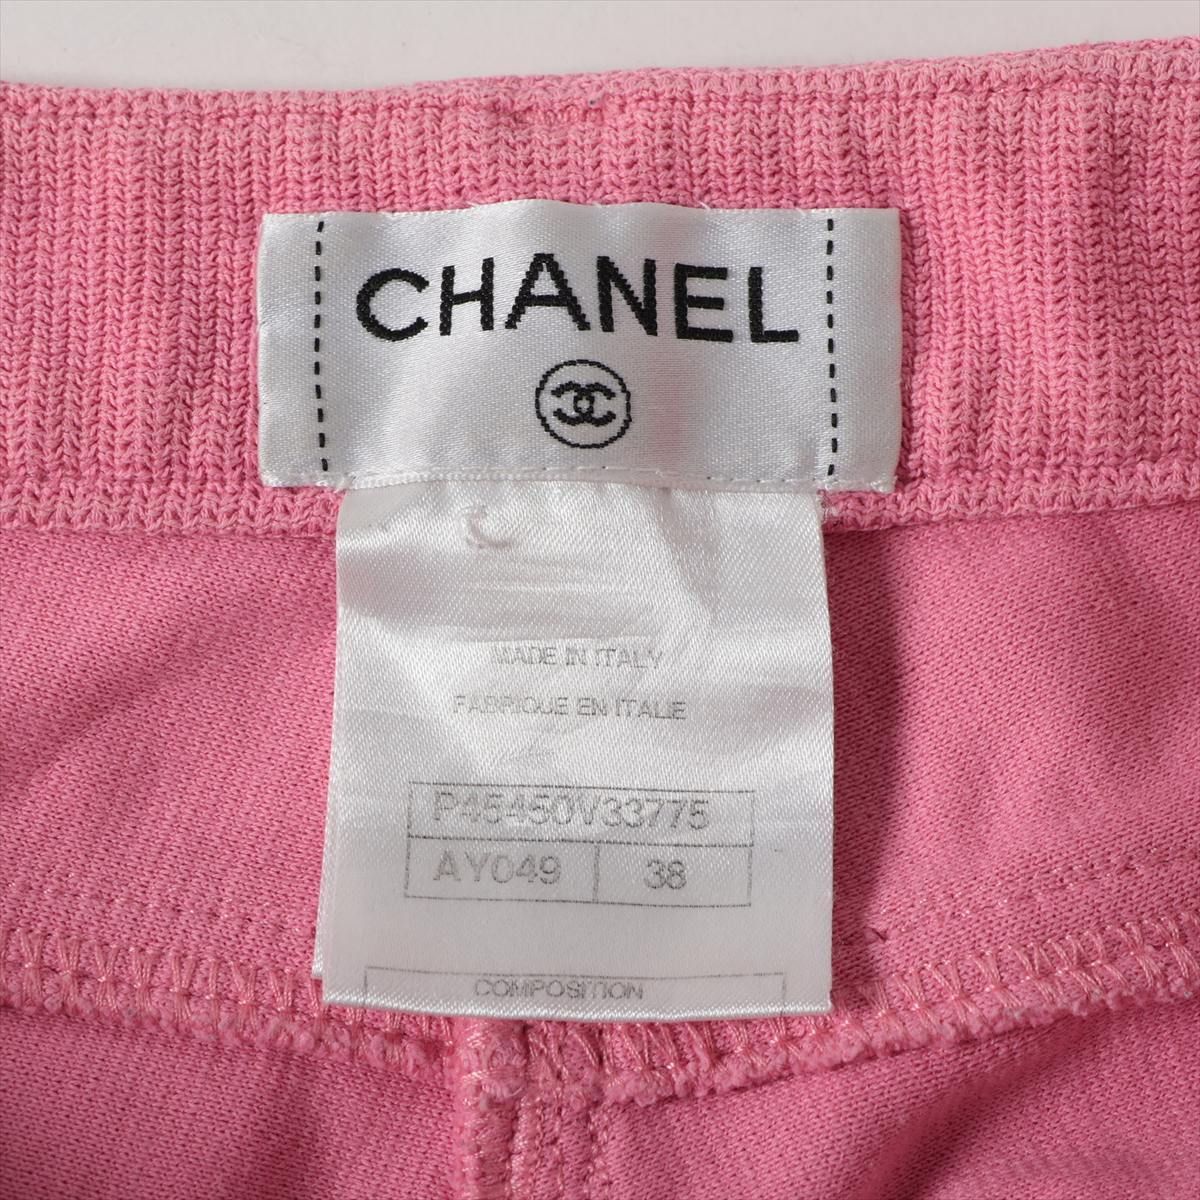 CHANEL
MADE IN ITALY
FABRIQUE EN ITALIE
P45450V33775
AY049 38
COMPOSITION